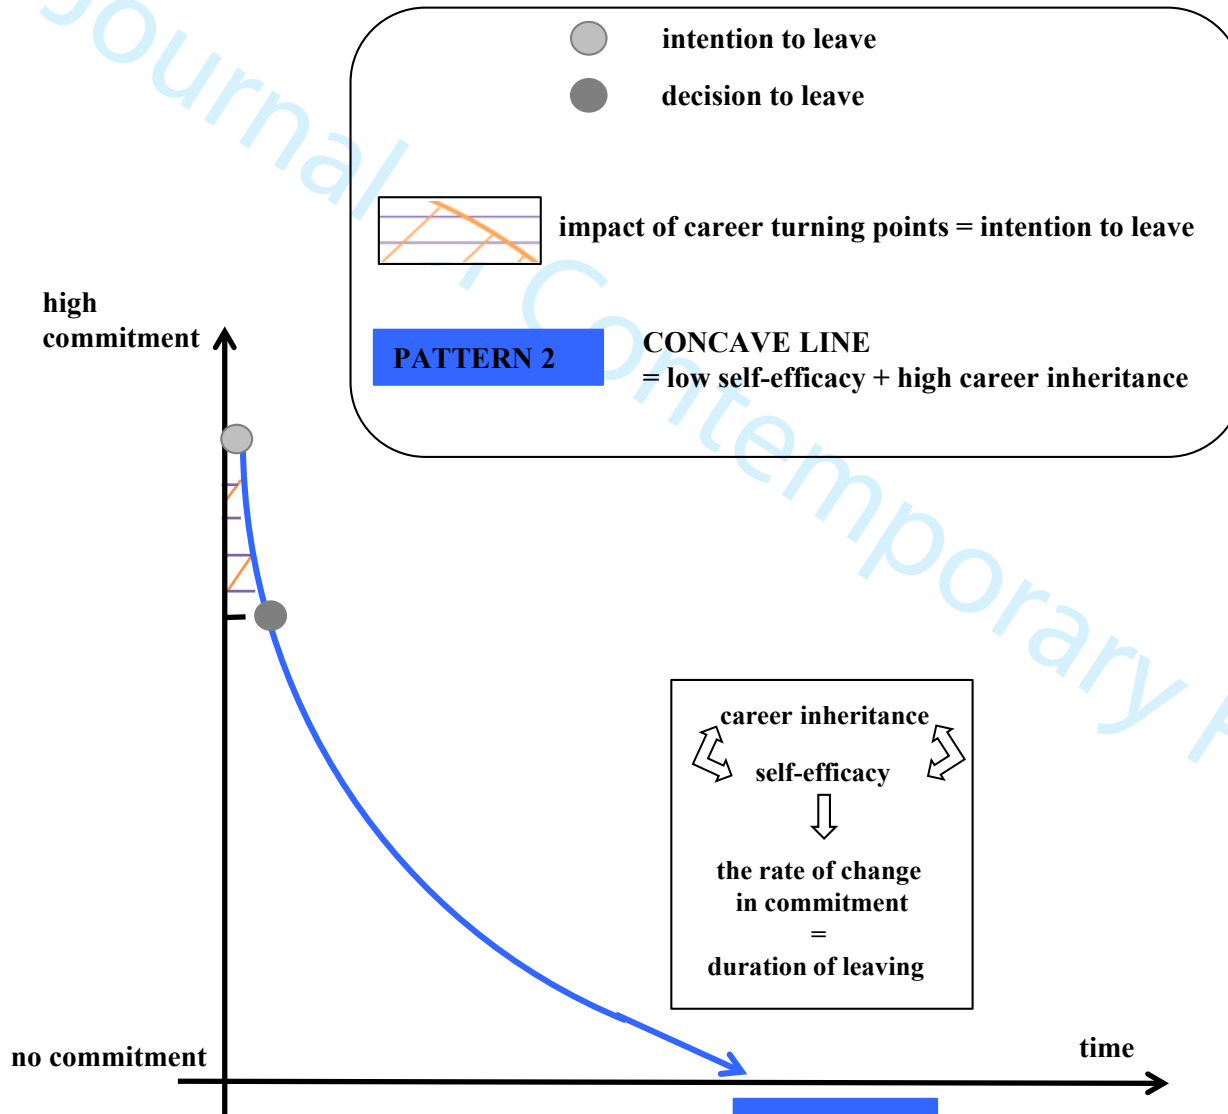 intention to leave
decision to leave
impact of career turning points = intention to leave
PATTERN 2
CONCAVE LINE
= low self-efficacy + high career inheritance
high
commitment
career inheritance
self-efficacy
the rate of change
in commitment
=
duration of leaving
no commitment
time
Journal
Contemporary